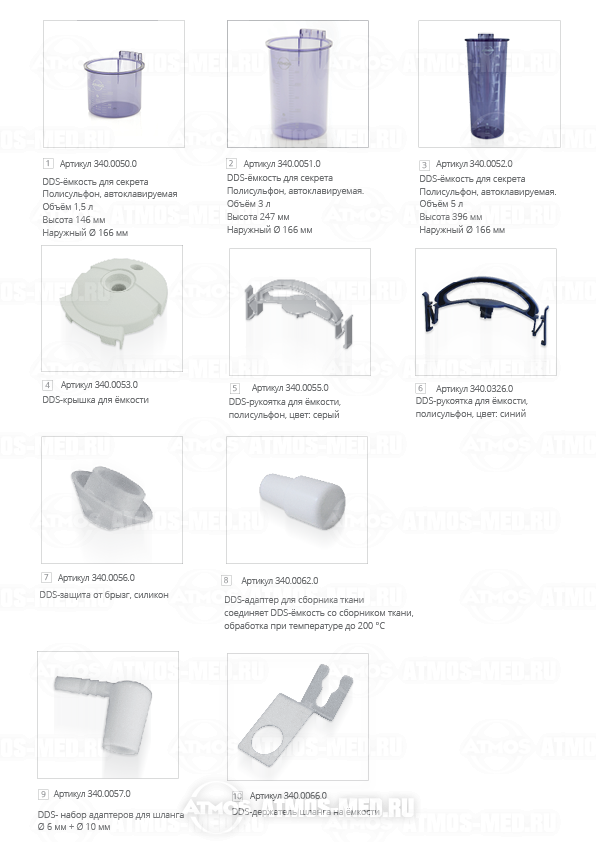 1 Артикул 340.0050.0
DDS-ёмкость для секрета
Полисульфон, автоклавируемая
Объём 1,5 л
Высота 146 мм
Наружный Ø 166 мм
2 Артикул 340.0051.0
DDS-ёмкость для секрета
Полисульфон, автоклавируемая.
Объём 3 л
Высота 247 мм
Наружный Ø 166 мм
3 Артикул 340.0052.0
DDS-ёмкость для секрета
Полисульфон, автоклавируемая.
Объём 5 л
Высота 396 мм
Наружный Ø 166 мм
4 Артикул 340.0053.0
DDS-крышка для ёмкости
5 Артикул 340.0055.0
DDS-рукоятка для ёмкости,
полисульфон, цвет: серый
6 Артикул 340.0326.0
DDS-рукоятка для ёмкости,
полисульфон, цвет: синий
7 Артикул 340.0056.0
DDS-защита от брызг, силикон
8 Артикул 340.0062.0
DDS-адаптер для сборника ткани
соединяет DDS-ёмкость со сборником ткани,
обработка при температуре до 200 °C
9 Артикул 340.0057.0
DDS- набор адаптеров для шланга
Ø 6 мм + Ø 10 мм
10 Артикул 340.0066.0
DDS-держатель шланга на ёмкости
ATMOS ATMOS-MED.RU